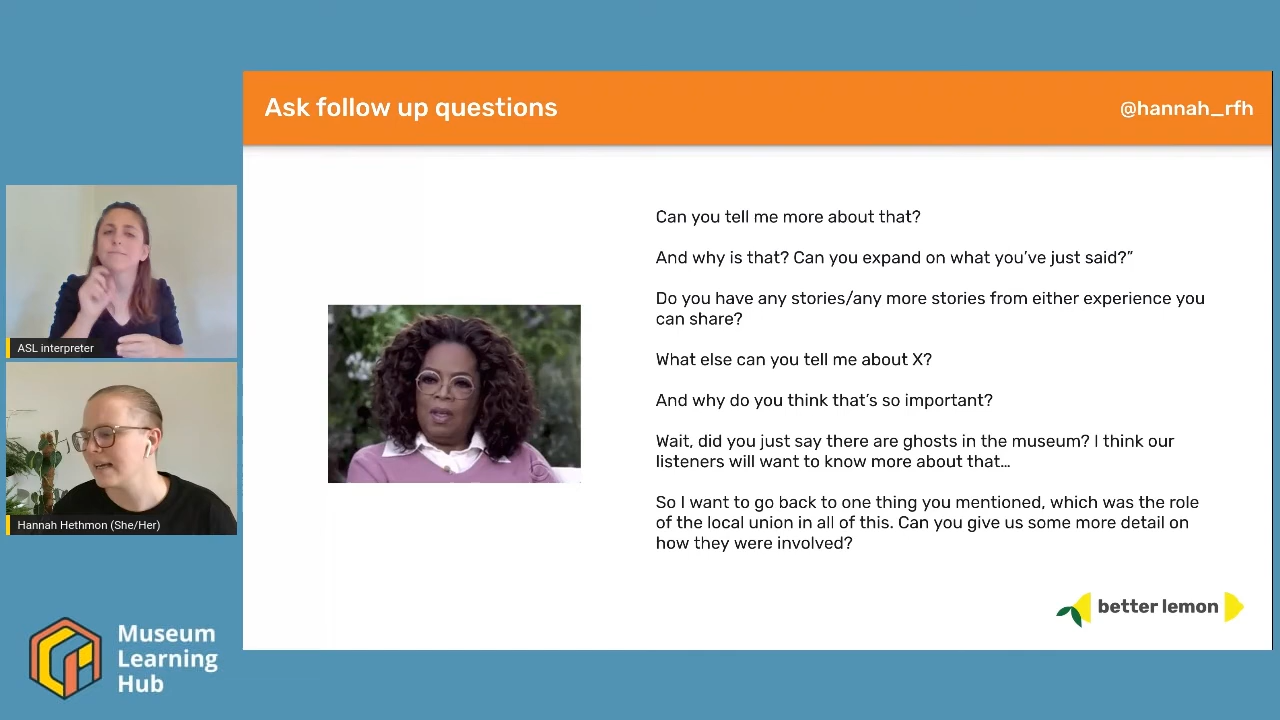 Ask follow up questions
@hannah_rfh
Can you tell me more about that?
And why is that? Can you expand on what you've just said?"
Do you have any stories/any more stories from either experience you
can share?
What else can you tell me about X?
And why do you think that's so important?
Wait, did you just say there are ghosts in the museum? I think our
listeners will want to know more about that...
So I want to go back to one thing you mentioned, which was the role
of the local union in all of this. Can you give us some more detail on
how they were involved?
better lemon
ASL interpreter
Hannah Hethmon (She/Her)
Museum
Learning
Hub